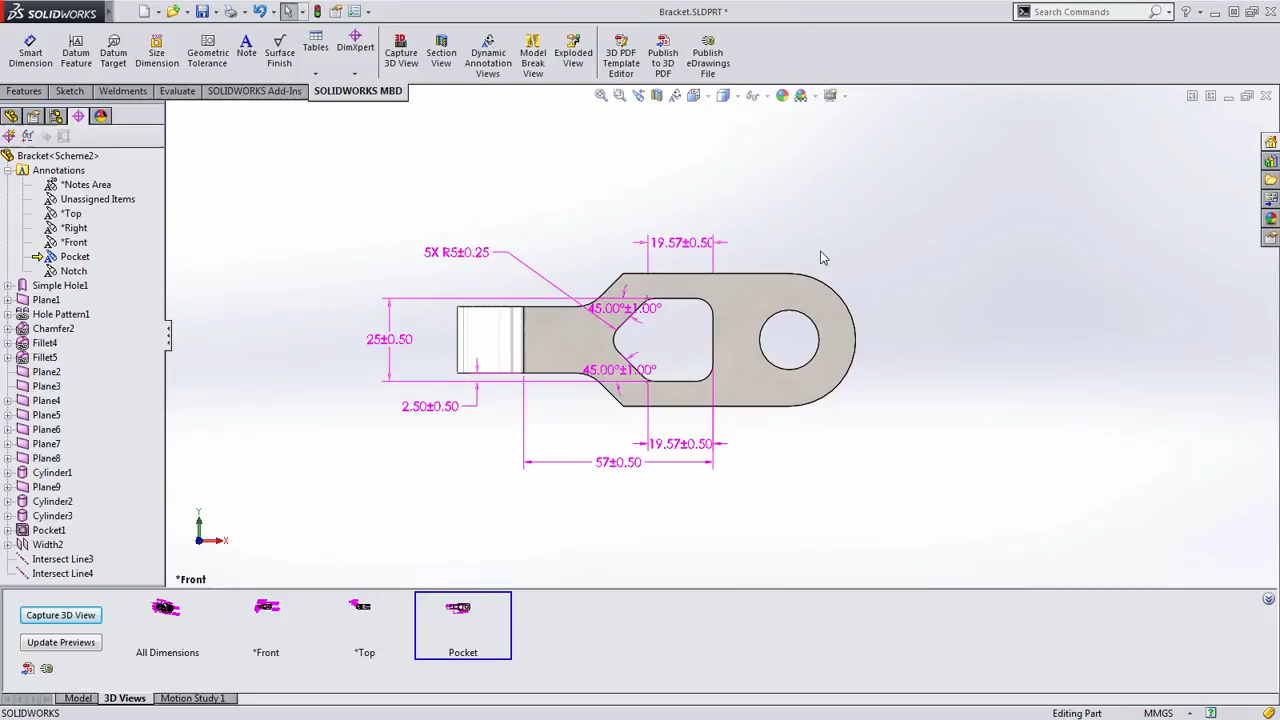 SOLIDWORKS
Bracket.SLDPRT *
Search Commands
Smart Dimension
Datum Feature
Datum Target
Size Dimension
Geometric Tolerance
Note
Surface Finish
Tables
DimXpert
Capture 3D View
Section View
Dynamic Annotation Views
Model Break View
Exploded View
3D PDF Template Editor
Publish to 3D PDF
Publish eDrawings File
Features
Sketch
Weldments
Evaluate
SOLIDWORKS Add-Ins
SOLIDWORKS MBD
Bracket<Scheme2>
Annotations
*Notes Area
Unassigned Items
*Top
*Right
*Front
Pocket
Notch
Simple Hole1
Plane1
Hole Pattern1
Chamfer2
Fillet4
Fillet5
Plane2
Plane3
Plane4
Plane5
Plane6
Plane7
Plane8
Cylinder1
Plane9
Cylinder2
Cylinder3
Pocket1
Width2
Intersect Line3
Intersect Line4
19.57±0.50
5X R5±0.25
45.00°±1.00°
25±0.50
45.00°±1.00°
2.50±0.50
19.57±0.50
57±0.50
Y
X
*Front
Capture 3D View
Update Previews
All Dimensions
*Front
*Top
Pocket
Model
3D Views
Motion Study 1
SOLIDWORKS
Editing Part
MMGS